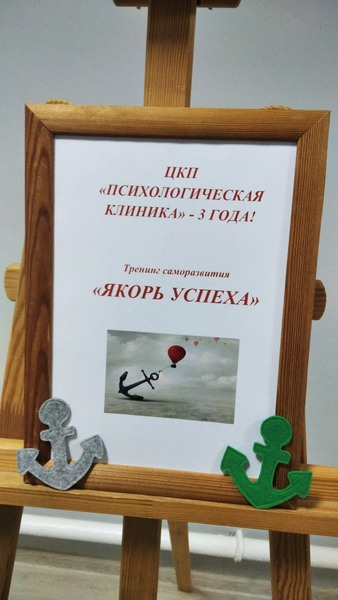 ЦКП
«ПСИХОЛОГИЧЕСКАЯ
КЛИНИКА» - 3 ГОДА!
Тренинг саморазвития
«ЯКОРЬ УСПЕХА»